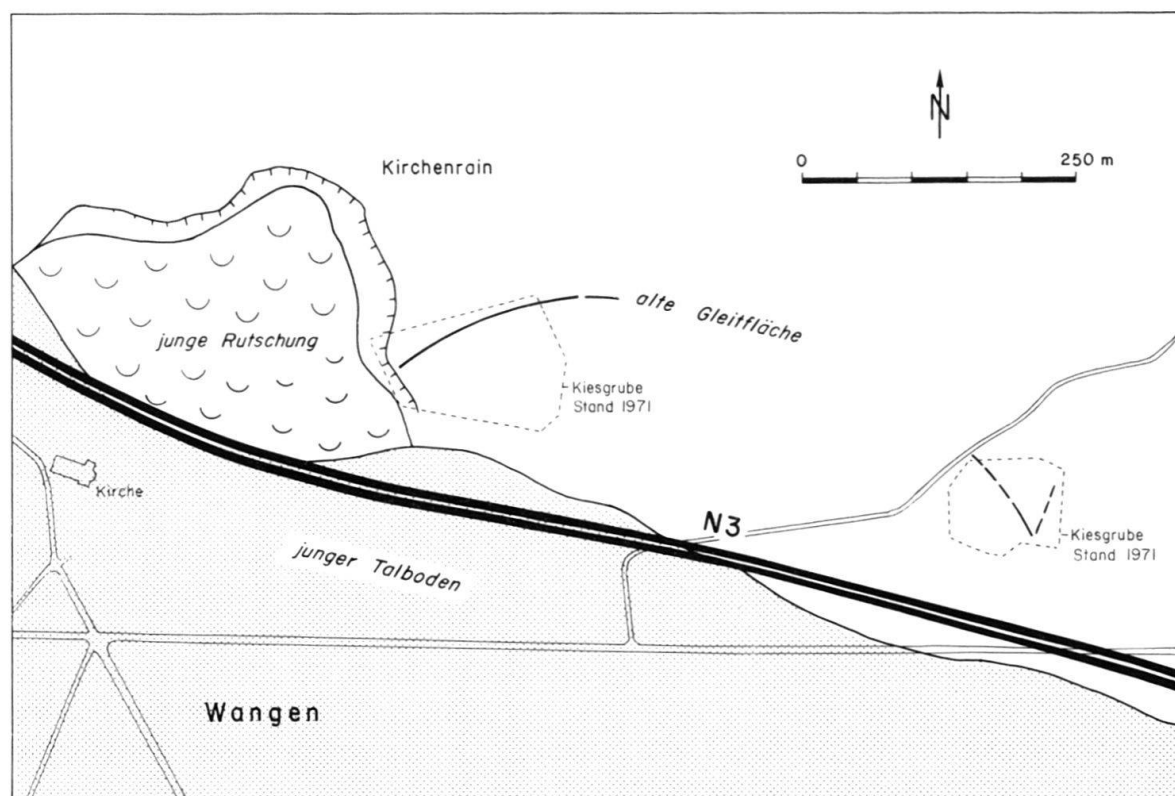 N
0 250 m
Kirchenrain
alte Gleitfläche
junge Rutschung
Kiesgrube
Stand 1971
Kirche
N3
Kiesgrube
Stand 1971
junger Talboden
Wangen